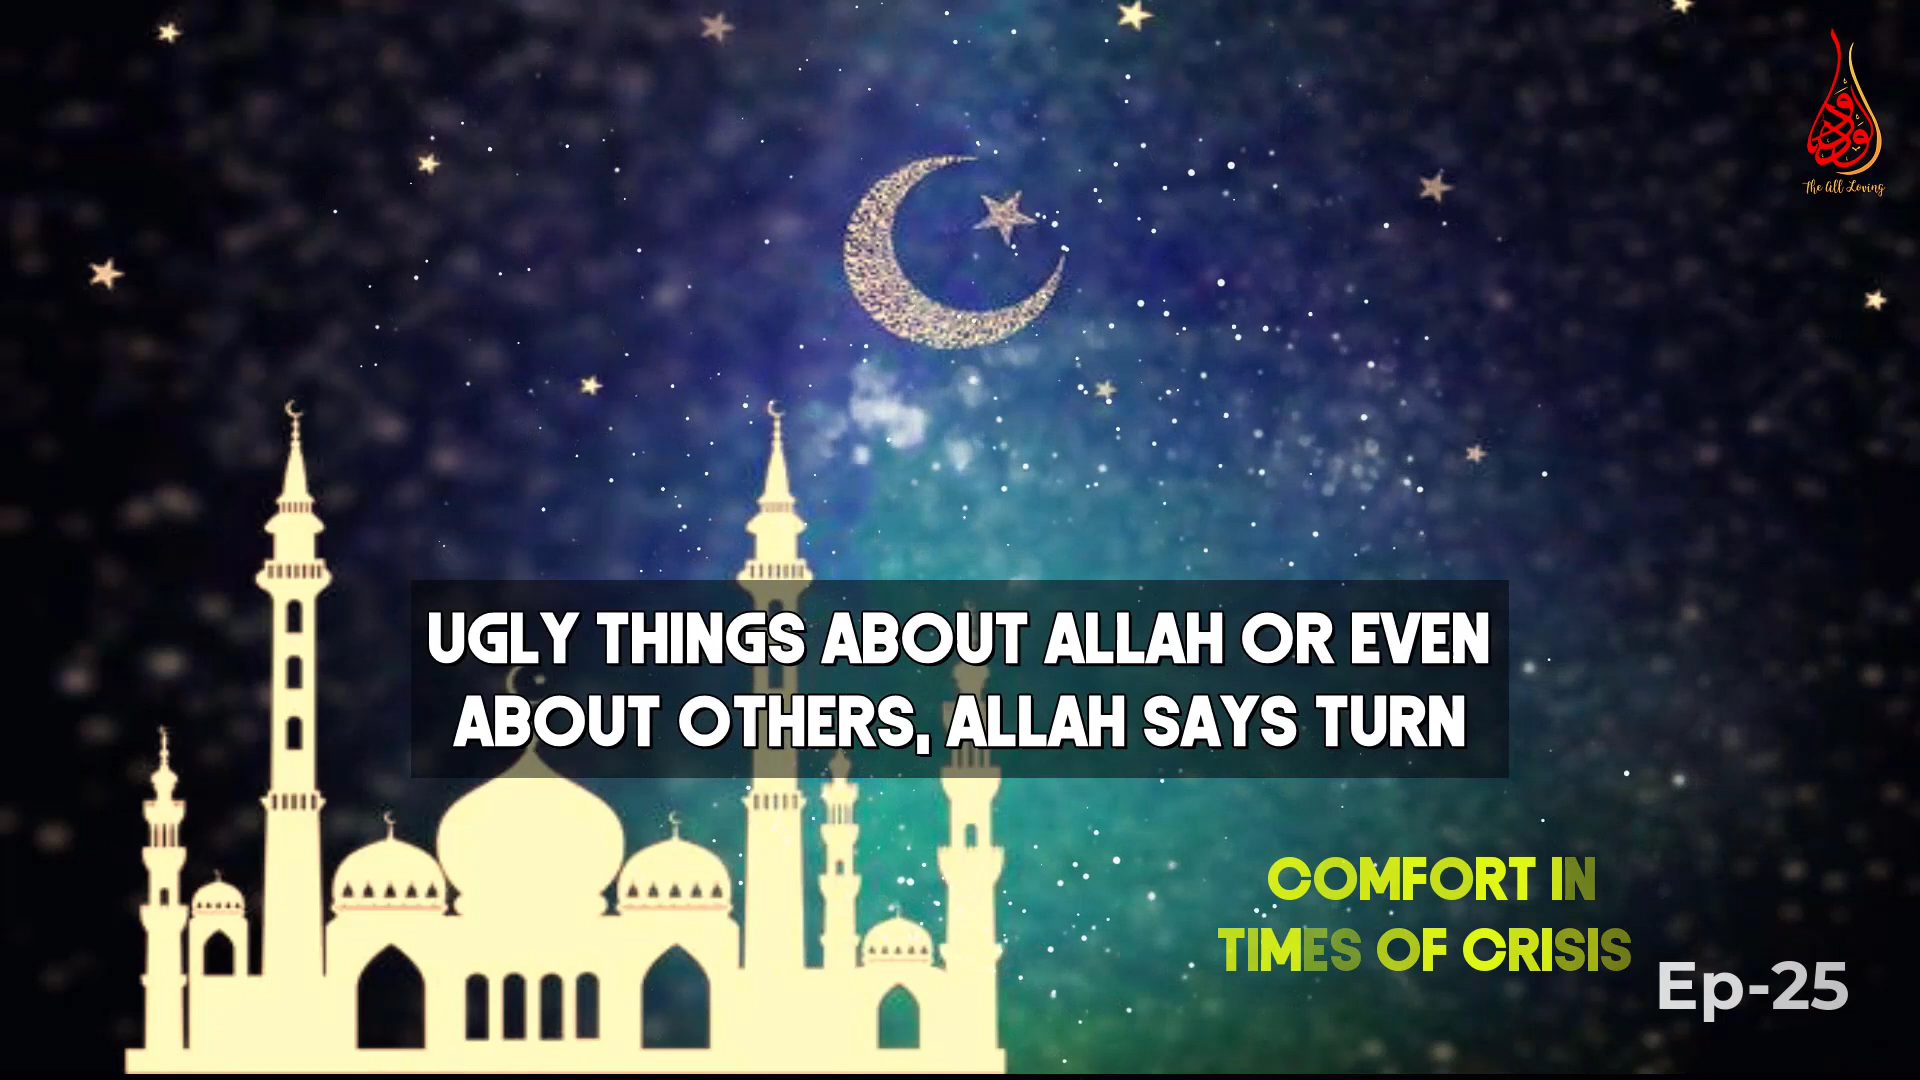 الودود
The All Loving
UGLY THINGS ABOUT ALLAH OR EVEN
ABOUT OTHERS, ALLAH SAYS TURN
COMFORT IN
TIMES OF CRISIS
Ep-25